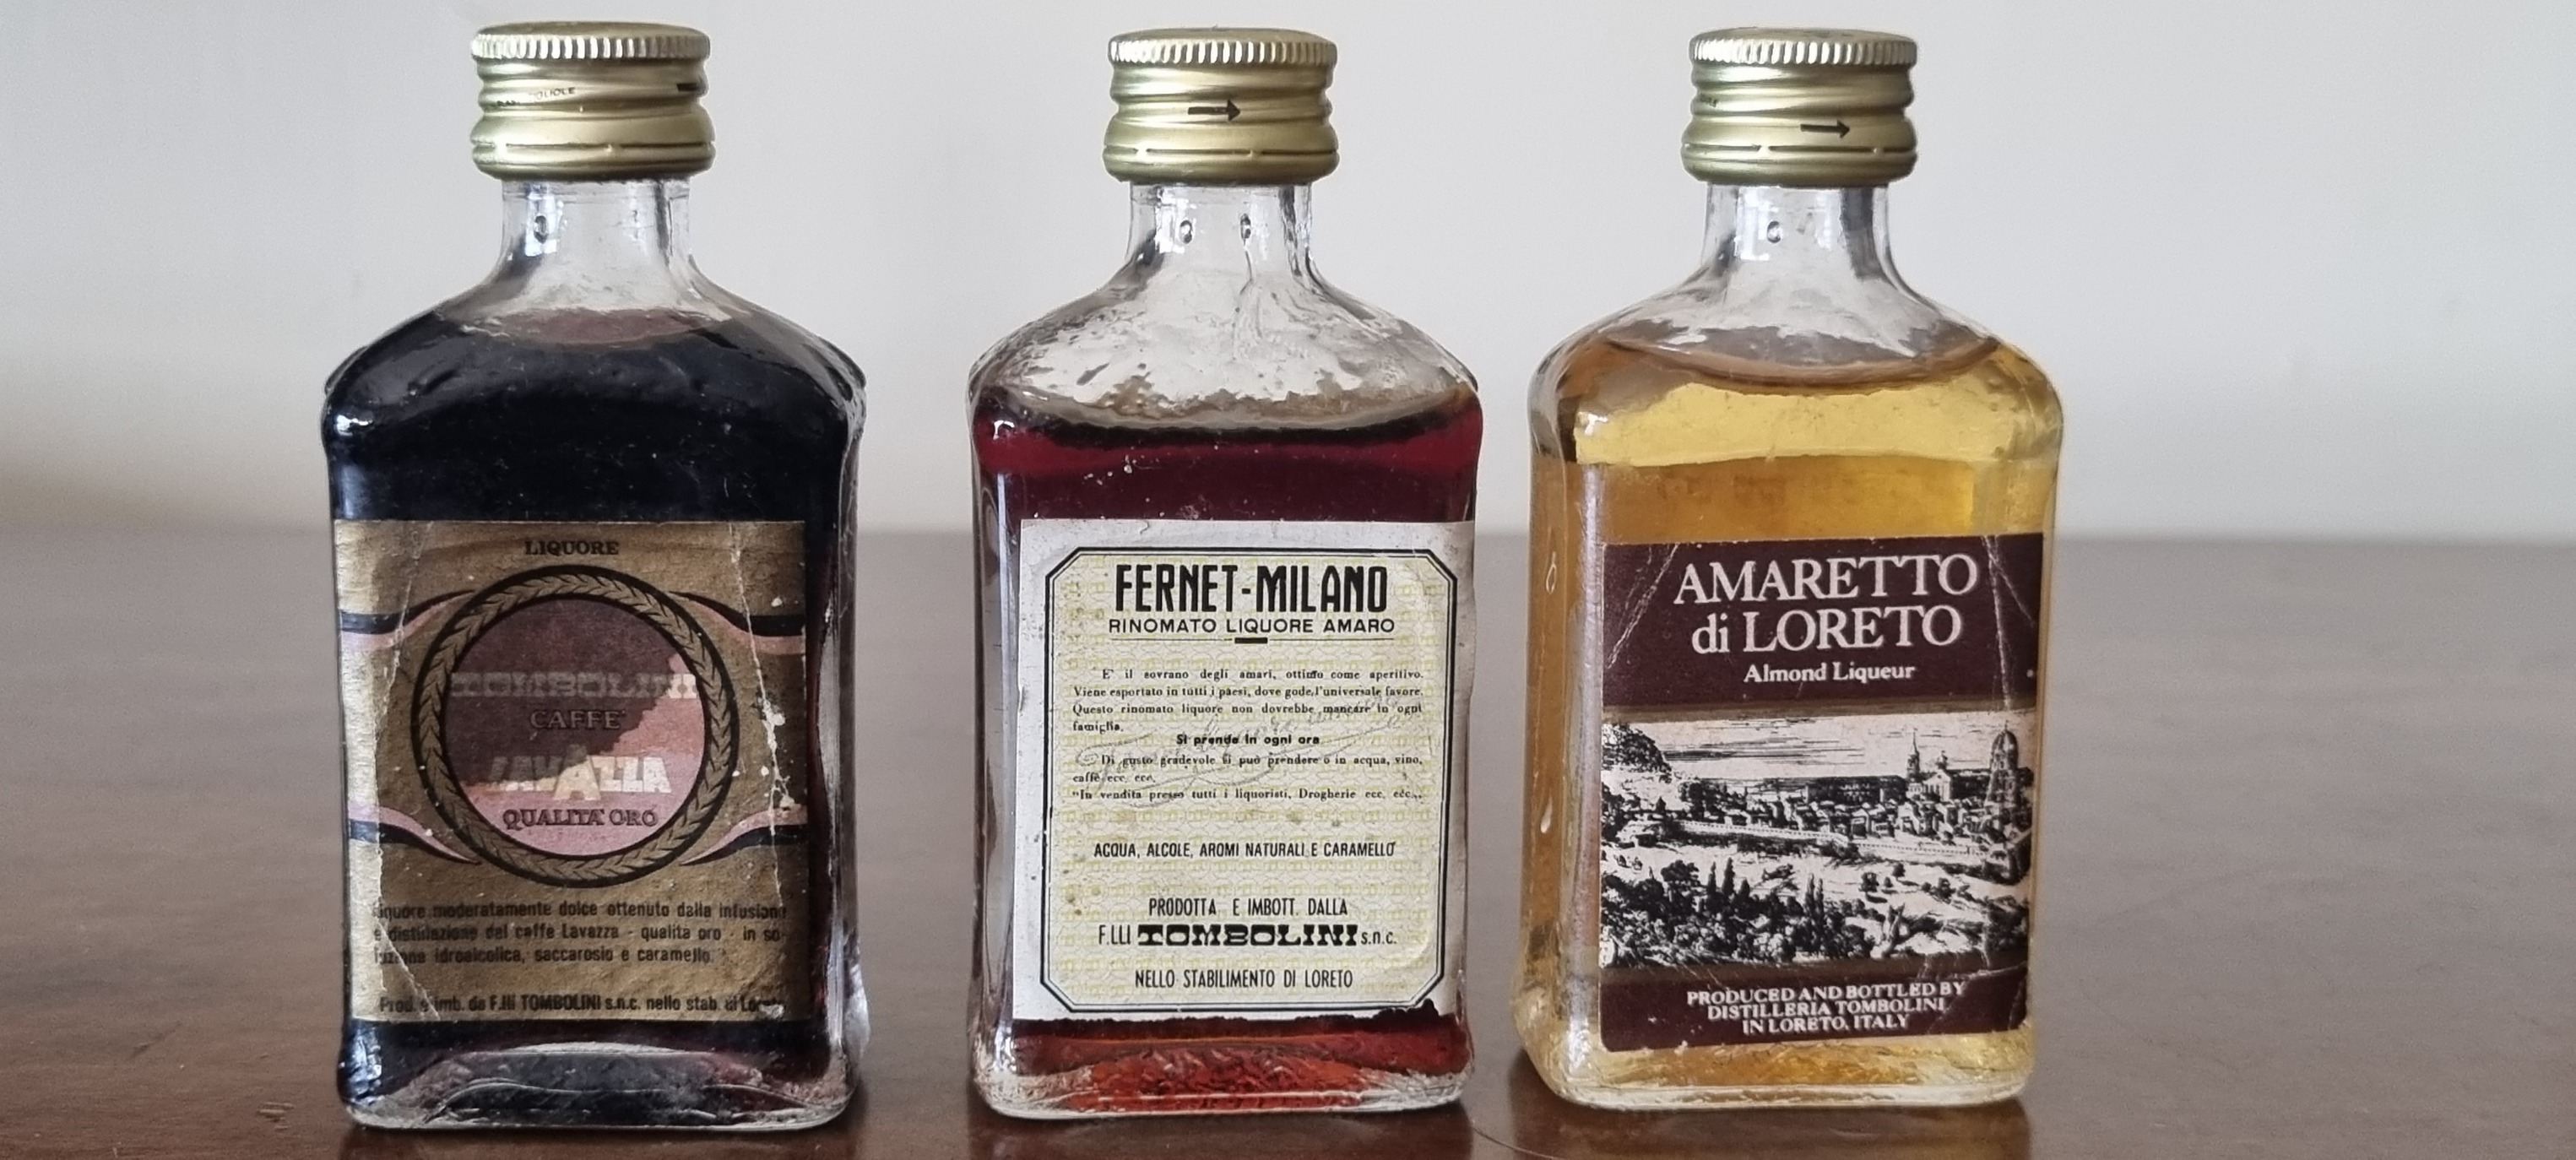 LIQUORE
TOMBOLINI
CAFFE'
LAVAZZA
QUALITA' ORO
liquore moderatamente dolce ottenuto dalla infusione
e distillazione del caffè Lavazza - qualita oro - in so-
luzione idroalcolica, saccarosio e caramello.
Prod. e imb. da F.lli TOMBOLINI s.n.c. nello stab. di Loreto
FERNET-MILANO
RINOMATO LIQUORE AMARO
E' il sovrano degli amari, ottimo come aperitivo.
Viene esportato in tutti i paesi, dove gode l'universale favore.
Questo rinomato liquore non dovrebbe mancare in ogni
famiglia.
Si prende in ogni ora
Di gusto gradevole si può prendere o in acqua, vino,
caffè ecc. ecc.
"In vendita presso tutti i liquoristi, Drogherie ecc. ecc...
ACQUA, ALCOLE, AROMI NATURALI E CARAMELLO
PRODOTTA E IMBOTT. DALLA
F.LLI TOMBOLINI s.n.c.
NELLO STABILIMENTO DI LORETO
AMARETTO
di LORETO
Almond Liqueur
PRODUCED AND BOTTLED BY
DISTILLERIA TOMBOLINI
IN LORETO, ITALY